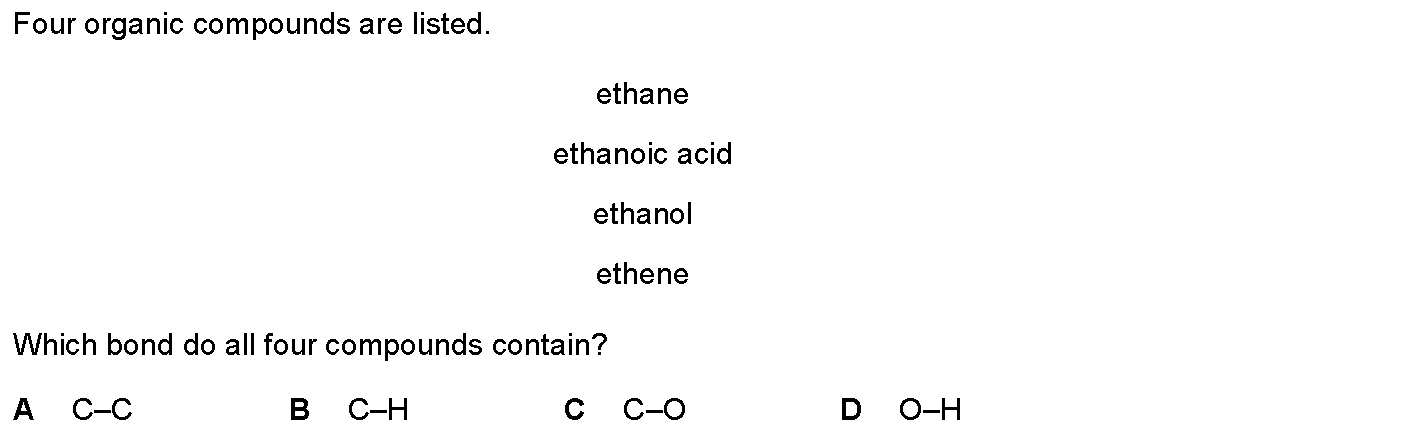 Four organic compounds are listed.
ethane
ethanoic acid
ethanol
ethene
Which bond do all four compounds contain?
A C–C B C–H C C–O D O–H